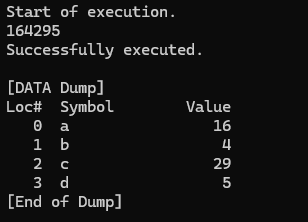 Start of execution.
164295
Successfully executed.
[DATA Dump]
Loc#  Symbol        Value
   0  a                16
   1  b                 4
   2  c                29
   3  d                 5
[End of Dump]